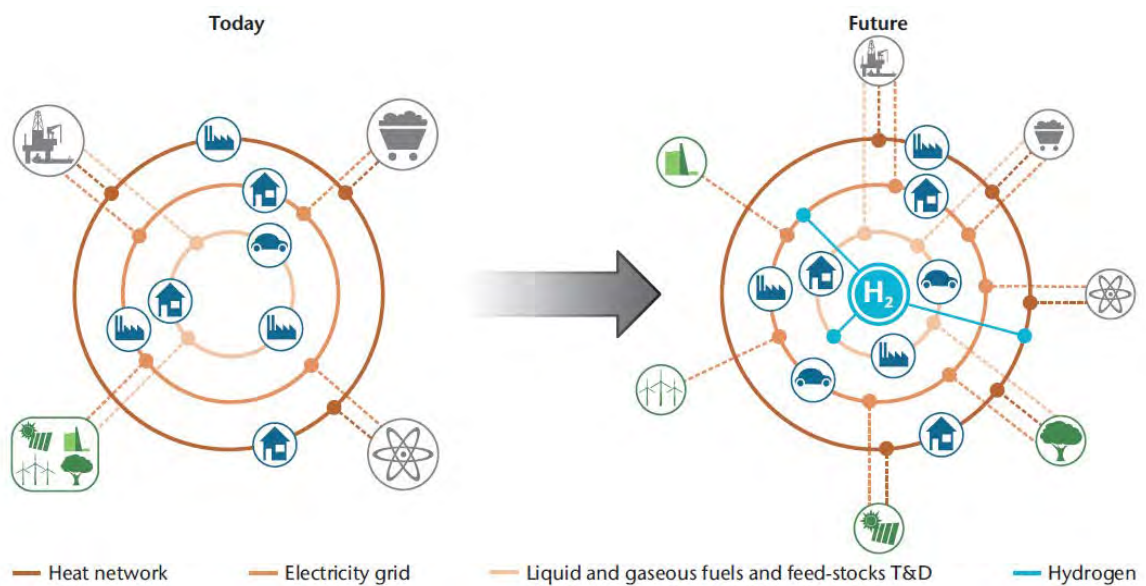 Today
Future
H₂
Heat network
Electricity grid
Liquid and gaseous fuels and feed-stocks T&D
Hydrogen